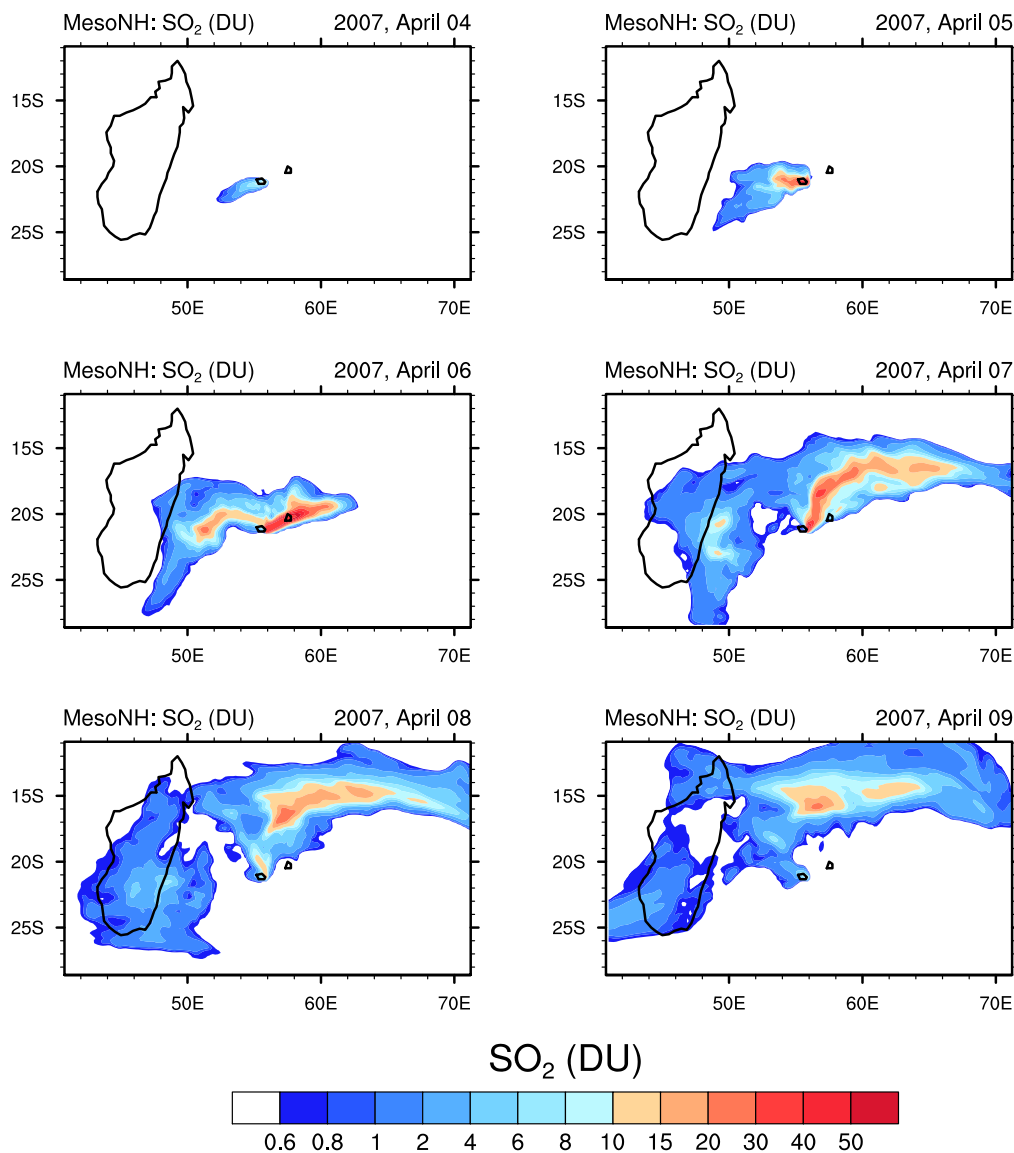 MesoNH: SO₂ (DU) 2007, April 04
15S
20S
25S
50E 60E 70E
MesoNH: SO₂ (DU) 2007, April 05
15S
20S
25S
50E 60E 70E
MesoNH: SO₂ (DU) 2007, April 06
15S
20S
25S
50E 60E 70E
MesoNH: SO₂ (DU) 2007, April 07
15S
20S
25S
50E 60E 70E
MesoNH: SO₂ (DU) 2007, April 08
15S
20S
25S
50E 60E 70E
MesoNH: SO₂ (DU) 2007, April 09
15S
20S
25S
50E 60E 70E
SO₂ (DU)
0.6 0.8 1 2 4 6 8 10 15 20 30 40 50